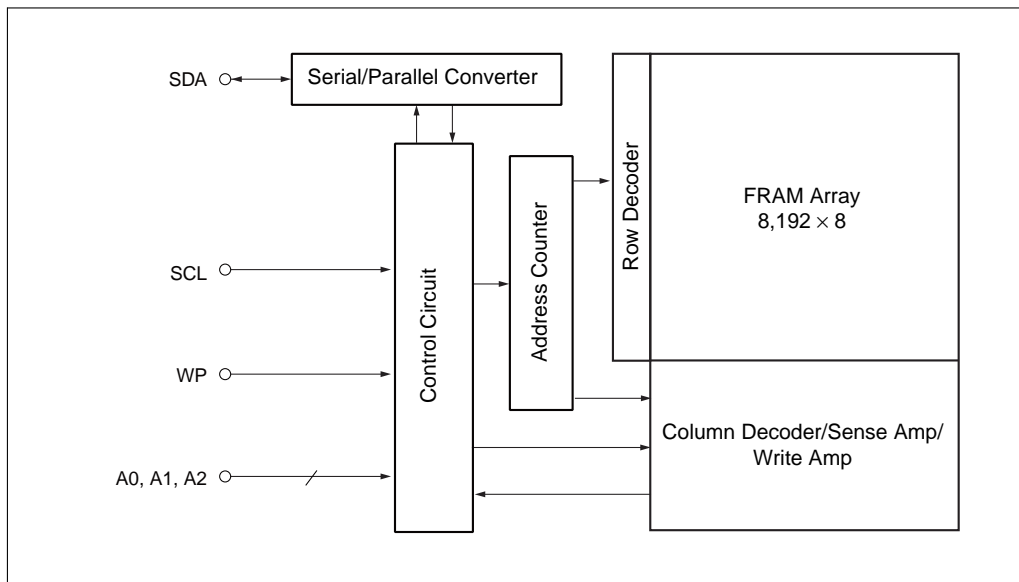 SDA
Serial/Parallel Converter
SCL
WP
A0, A1, A2
Control Circuit
Address Counter
Row Decoder
FRAM Array
8,192 × 8
Column Decoder/Sense Amp/
Write Amp